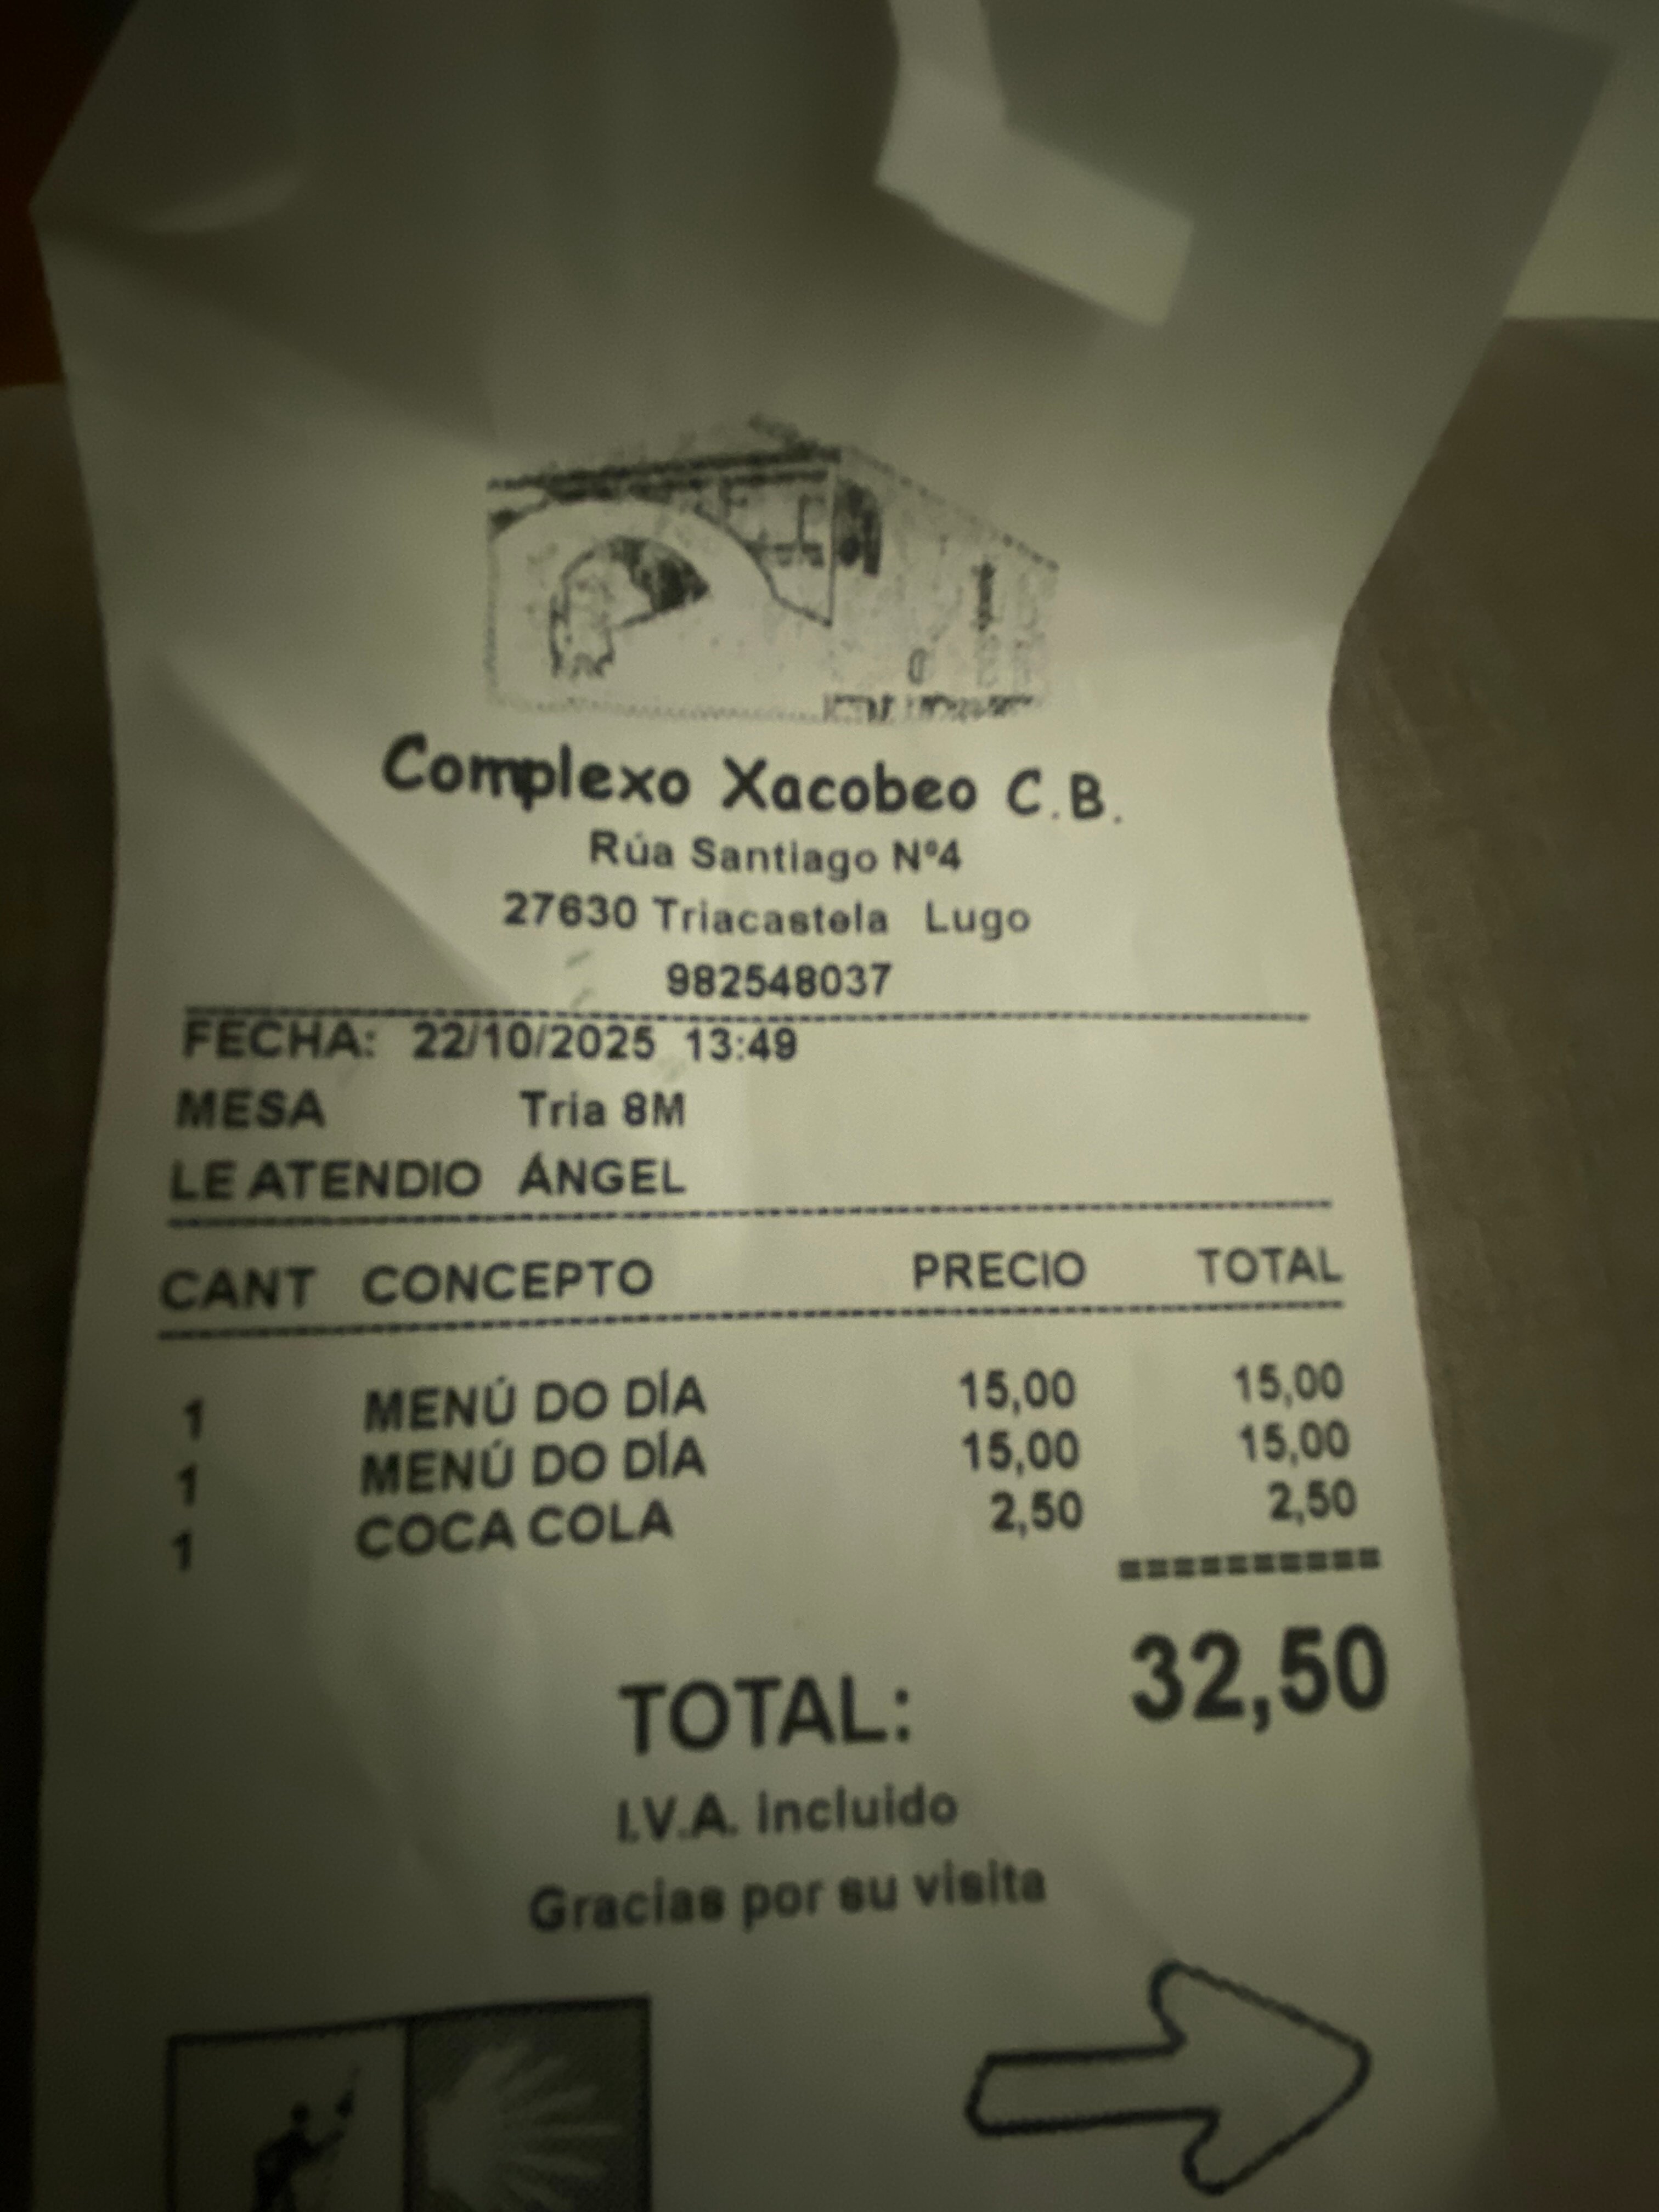 Complexo Xacobeo C.B.
Rúa Santiago Nº4
27630 Triacastela Lugo
982548037
FECHA: 22/10/2025 13:49
MESA Tria 8M
LE ATENDIO ÁNGEL
CANT CONCEPTO PRECIO TOTAL
1 MENÚ DO DÍA 15,00 15,00
1 MENÚ DO DÍA 15,00 15,00
1 COCA COLA 2,50 2,50
==========
TOTAL: 32,50
I.V.A. incluido
Gracias por su visita